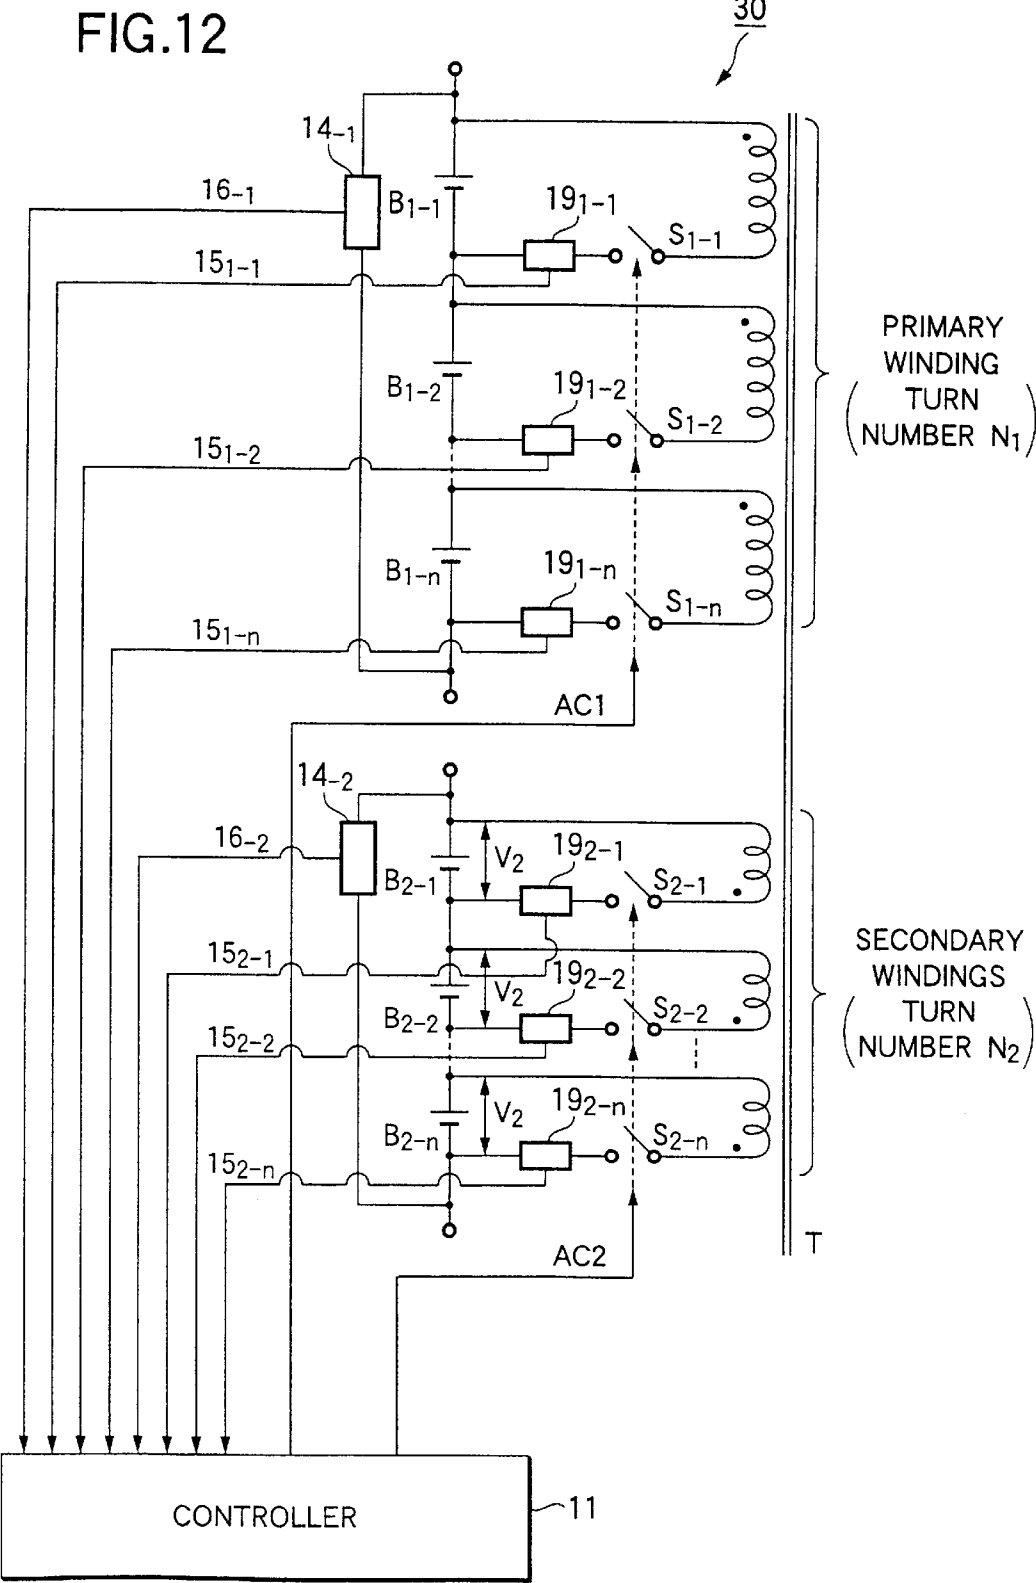 FIG.12
30
14-1
16-1
B1-1
191-1
S1-1
151-1
PRIMARY
WINDING
TURN
NUMBER N1
B1-2
191-2
S1-2
151-2
B1-n
191-n
S1-n
151-n
AC1
14-2
16-2
B2-1
V2
192-1
S2-1
152-1
SECONDARY
WINDINGS
TURN
NUMBER N2
B2-2
V2
192-2
S2-2
152-2
B2-n
V2
192-n
S2-n
152-n
T
AC2
CONTROLLER
11